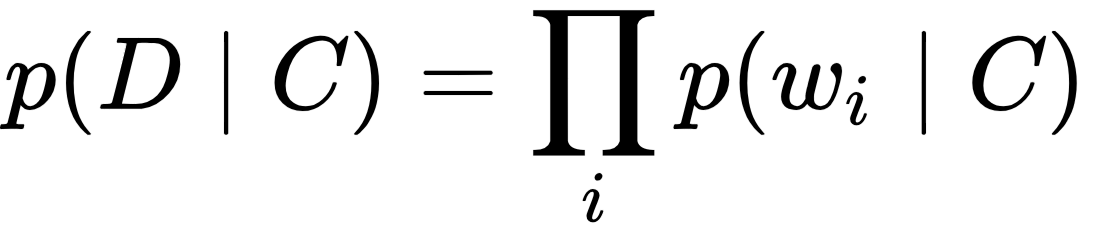 p(D | C) = ∏_i p(w_i | C)